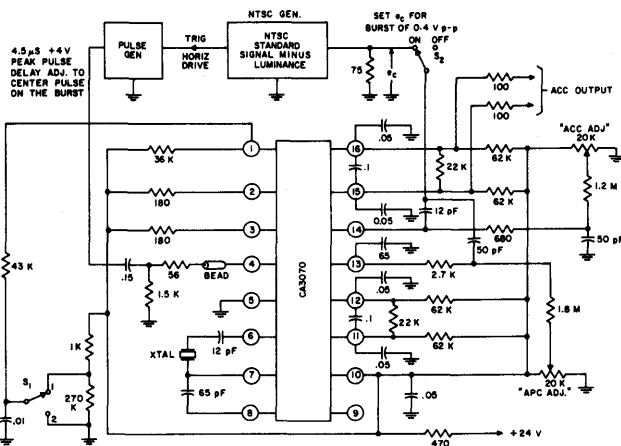 NTSC GEN.
SET ec FOR
BURST OF 0.4 V p-p
4.5 µS +4V
PEAK PULSE
DELAY ADJ. TO
CENTER PULSE
ON THE BURST
PULSE
GEN
TRIG
HORIZ
DRIVE
NTSC
STANDARD
SIGNAL MINUS
LUMINANCE
ON OFF
S2
75
ec
100
100
ACC OUTPUT
.05
"ACC ADJ"
20K
36 K
1
16
62 K
.1
22 K
1.2 M
180
2
15
62 K
0.05
12 pF
180
3
14
680
50 pF
50 pF
43 K
65
.15
56
BEAD
4
13
2.7 K
CA3070
1.5 K
.05
5
12
62 K
.1
22 K
1.8 M
12 pF
6
11
62 K
1K
XTAL
.05
7
10
20K
"APC ADJ."
S1
1
270
K
65 pF
.05
2
8
9
.01
470
+24 V